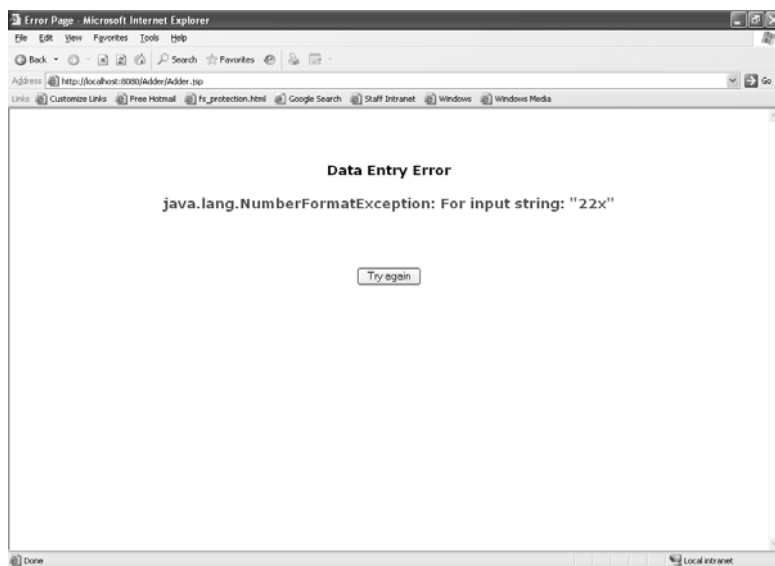 Error Page - Microsoft Internet Explorer
File Edit View Favorites Tools Help
Back Search Favorites
Address http://localhost:8080/Adder/Adder.jsp Go
Links Customize Links Free Hotmail fs_protection.html Google Search Staff Intranet Windows Windows Media
Data Entry Error
java.lang.NumberFormatException: For input string: "22x"
Try again
Done Local intranet